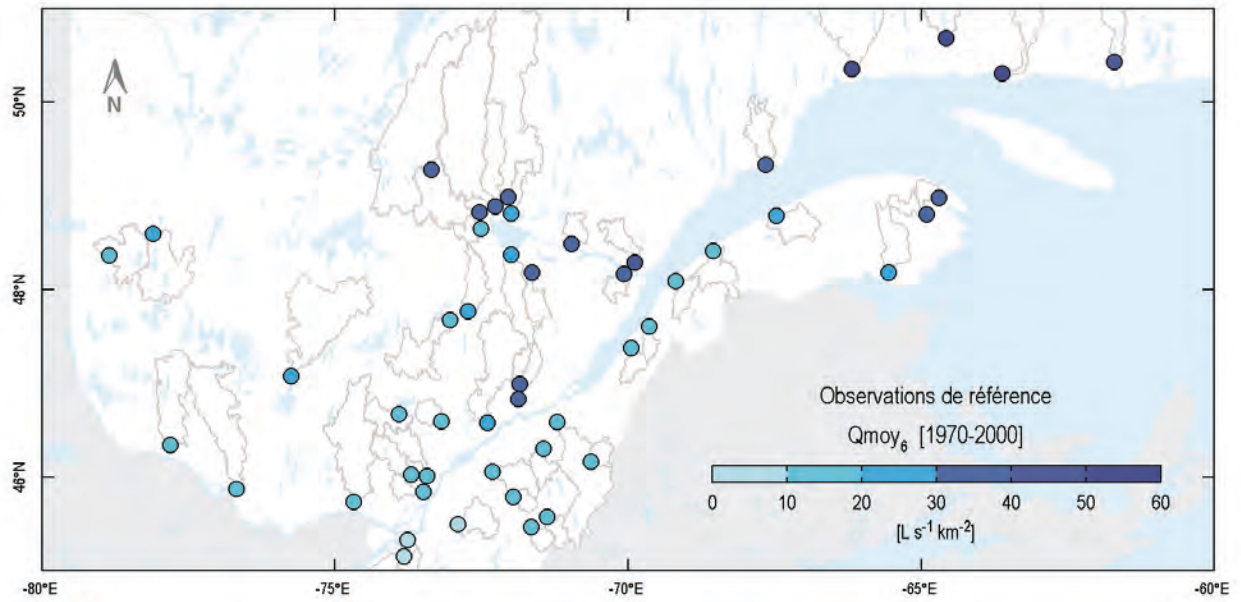 50°N
48°N
46°N
N
Observations de référence
Qmoy₆ [1970-2000]
0 10 20 30 40 50 60
[L s⁻¹ km⁻²]
-80°E -75°E -70°E -65°E -60°E